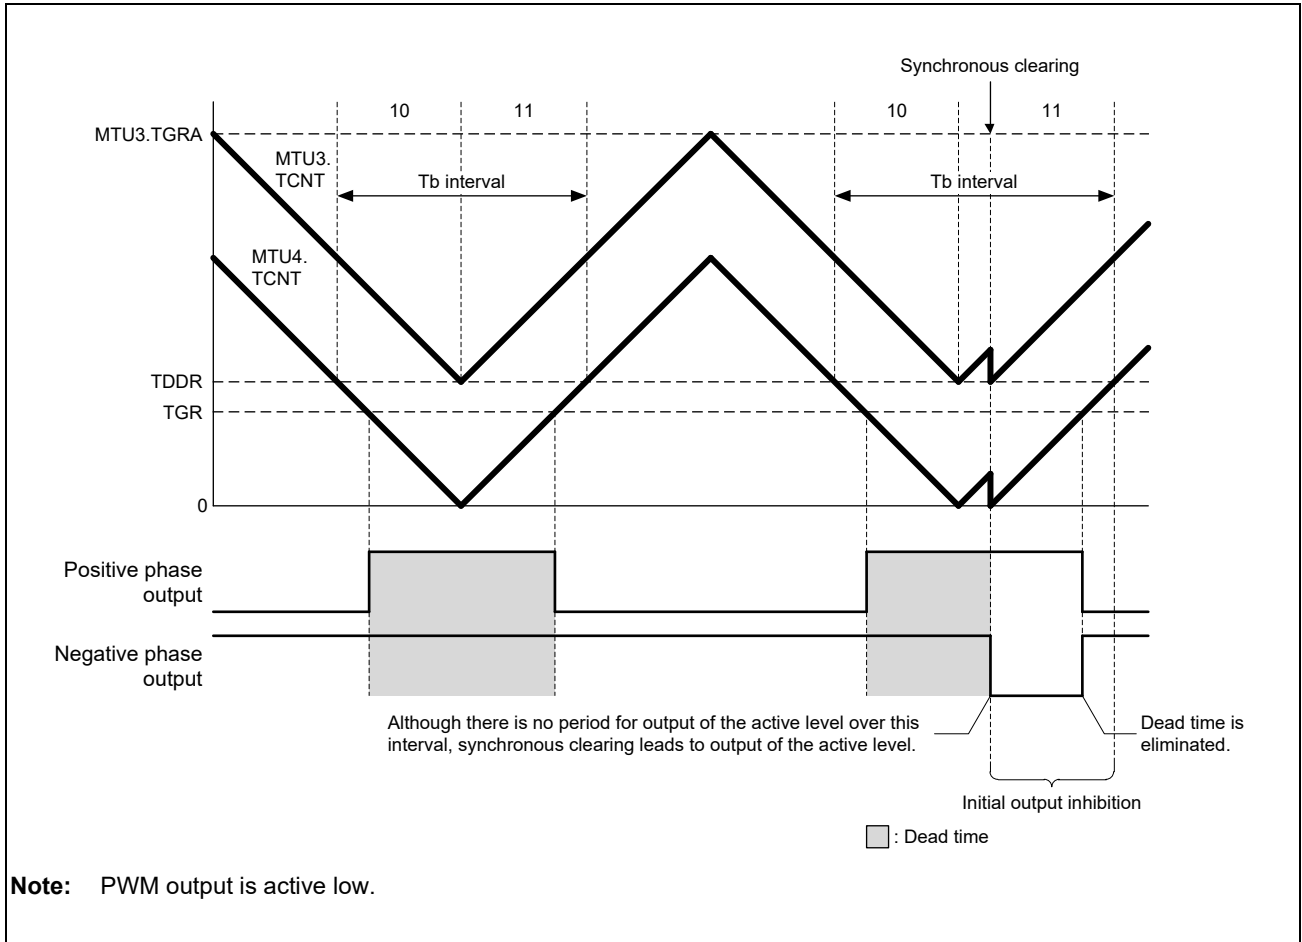 Synchronous clearing
10
11
10
11
MTU3.TGRA
MTU3.
TCNT
Tb interval
Tb interval
MTU4.
TCNT
TDDR
TGR
0
Positive phase
output
Negative phase
output
Although there is no period for output of the active level over this
interval, synchronous clearing leads to output of the active level.
Dead time is
eliminated.
Initial output inhibition
: Dead time
Note: PWM output is active low.